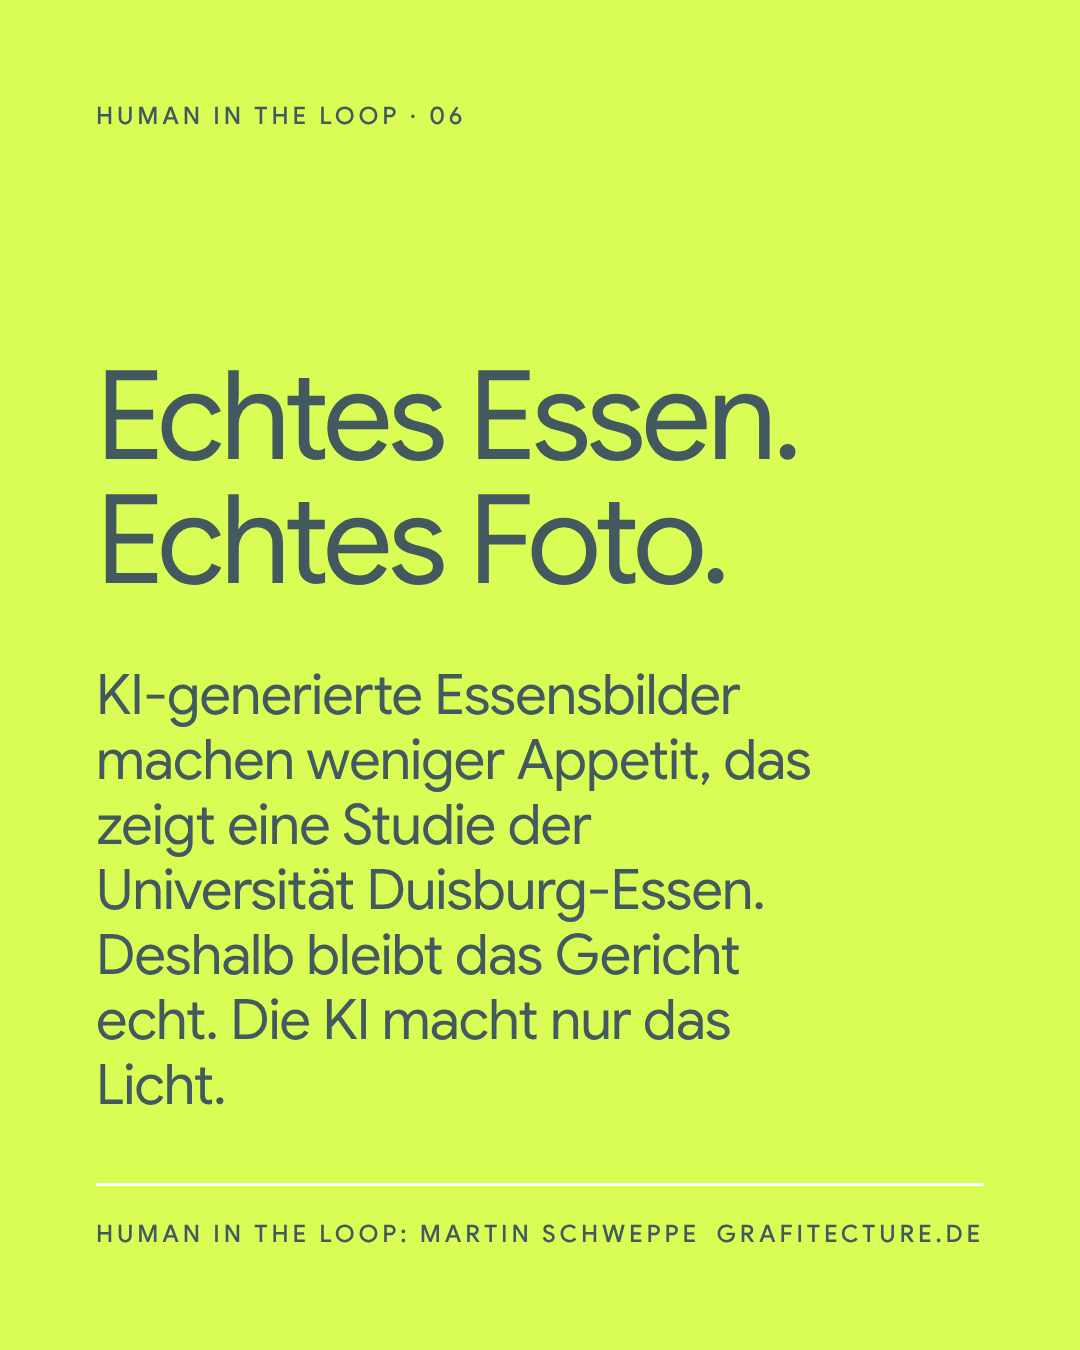 HUMAN IN THE LOOP · 06
Echtes Essen.
Echtes Foto.
KI-generierte Essensbilder
machen weniger Appetit, das
zeigt eine Studie der
Universität Duisburg-Essen.
Deshalb bleibt das Gericht
echt. Die KI macht nur das
Licht.
HUMAN IN THE LOOP: MARTIN SCHWEPPE GRAFITECTURE.DE